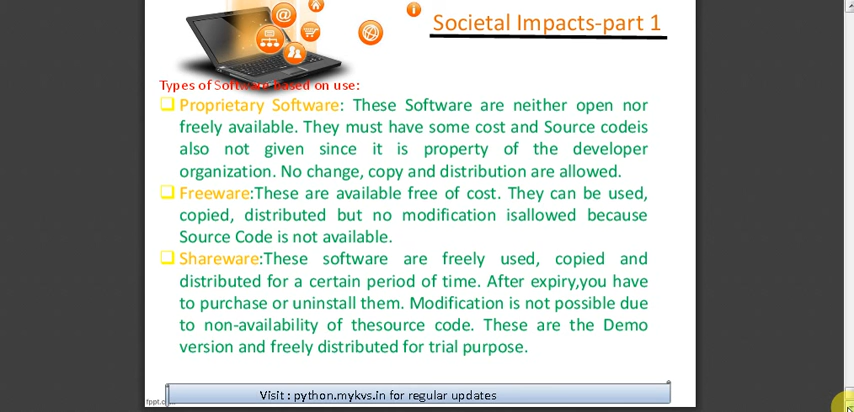 Societal Impacts-part 1
Types of Software based on use:
Proprietary Software: These Software are neither open nor
freely available. They must have some cost and Source codeis
also not given since it is property of the developer
organization. No change, copy and distribution are allowed.
Freeware:These are available free of cost. They can be used,
copied, distributed but no modification isallowed because
Source Code is not available.
Shareware:These software are freely used, copied and
distributed for a certain period of time. After expiry,you have
to purchase or uninstall them. Modification is not possible due
to non-availability of thesource code. These are the Demo
version and freely distributed for trial purpose.
Visit : python.mykvs.in for regular updates